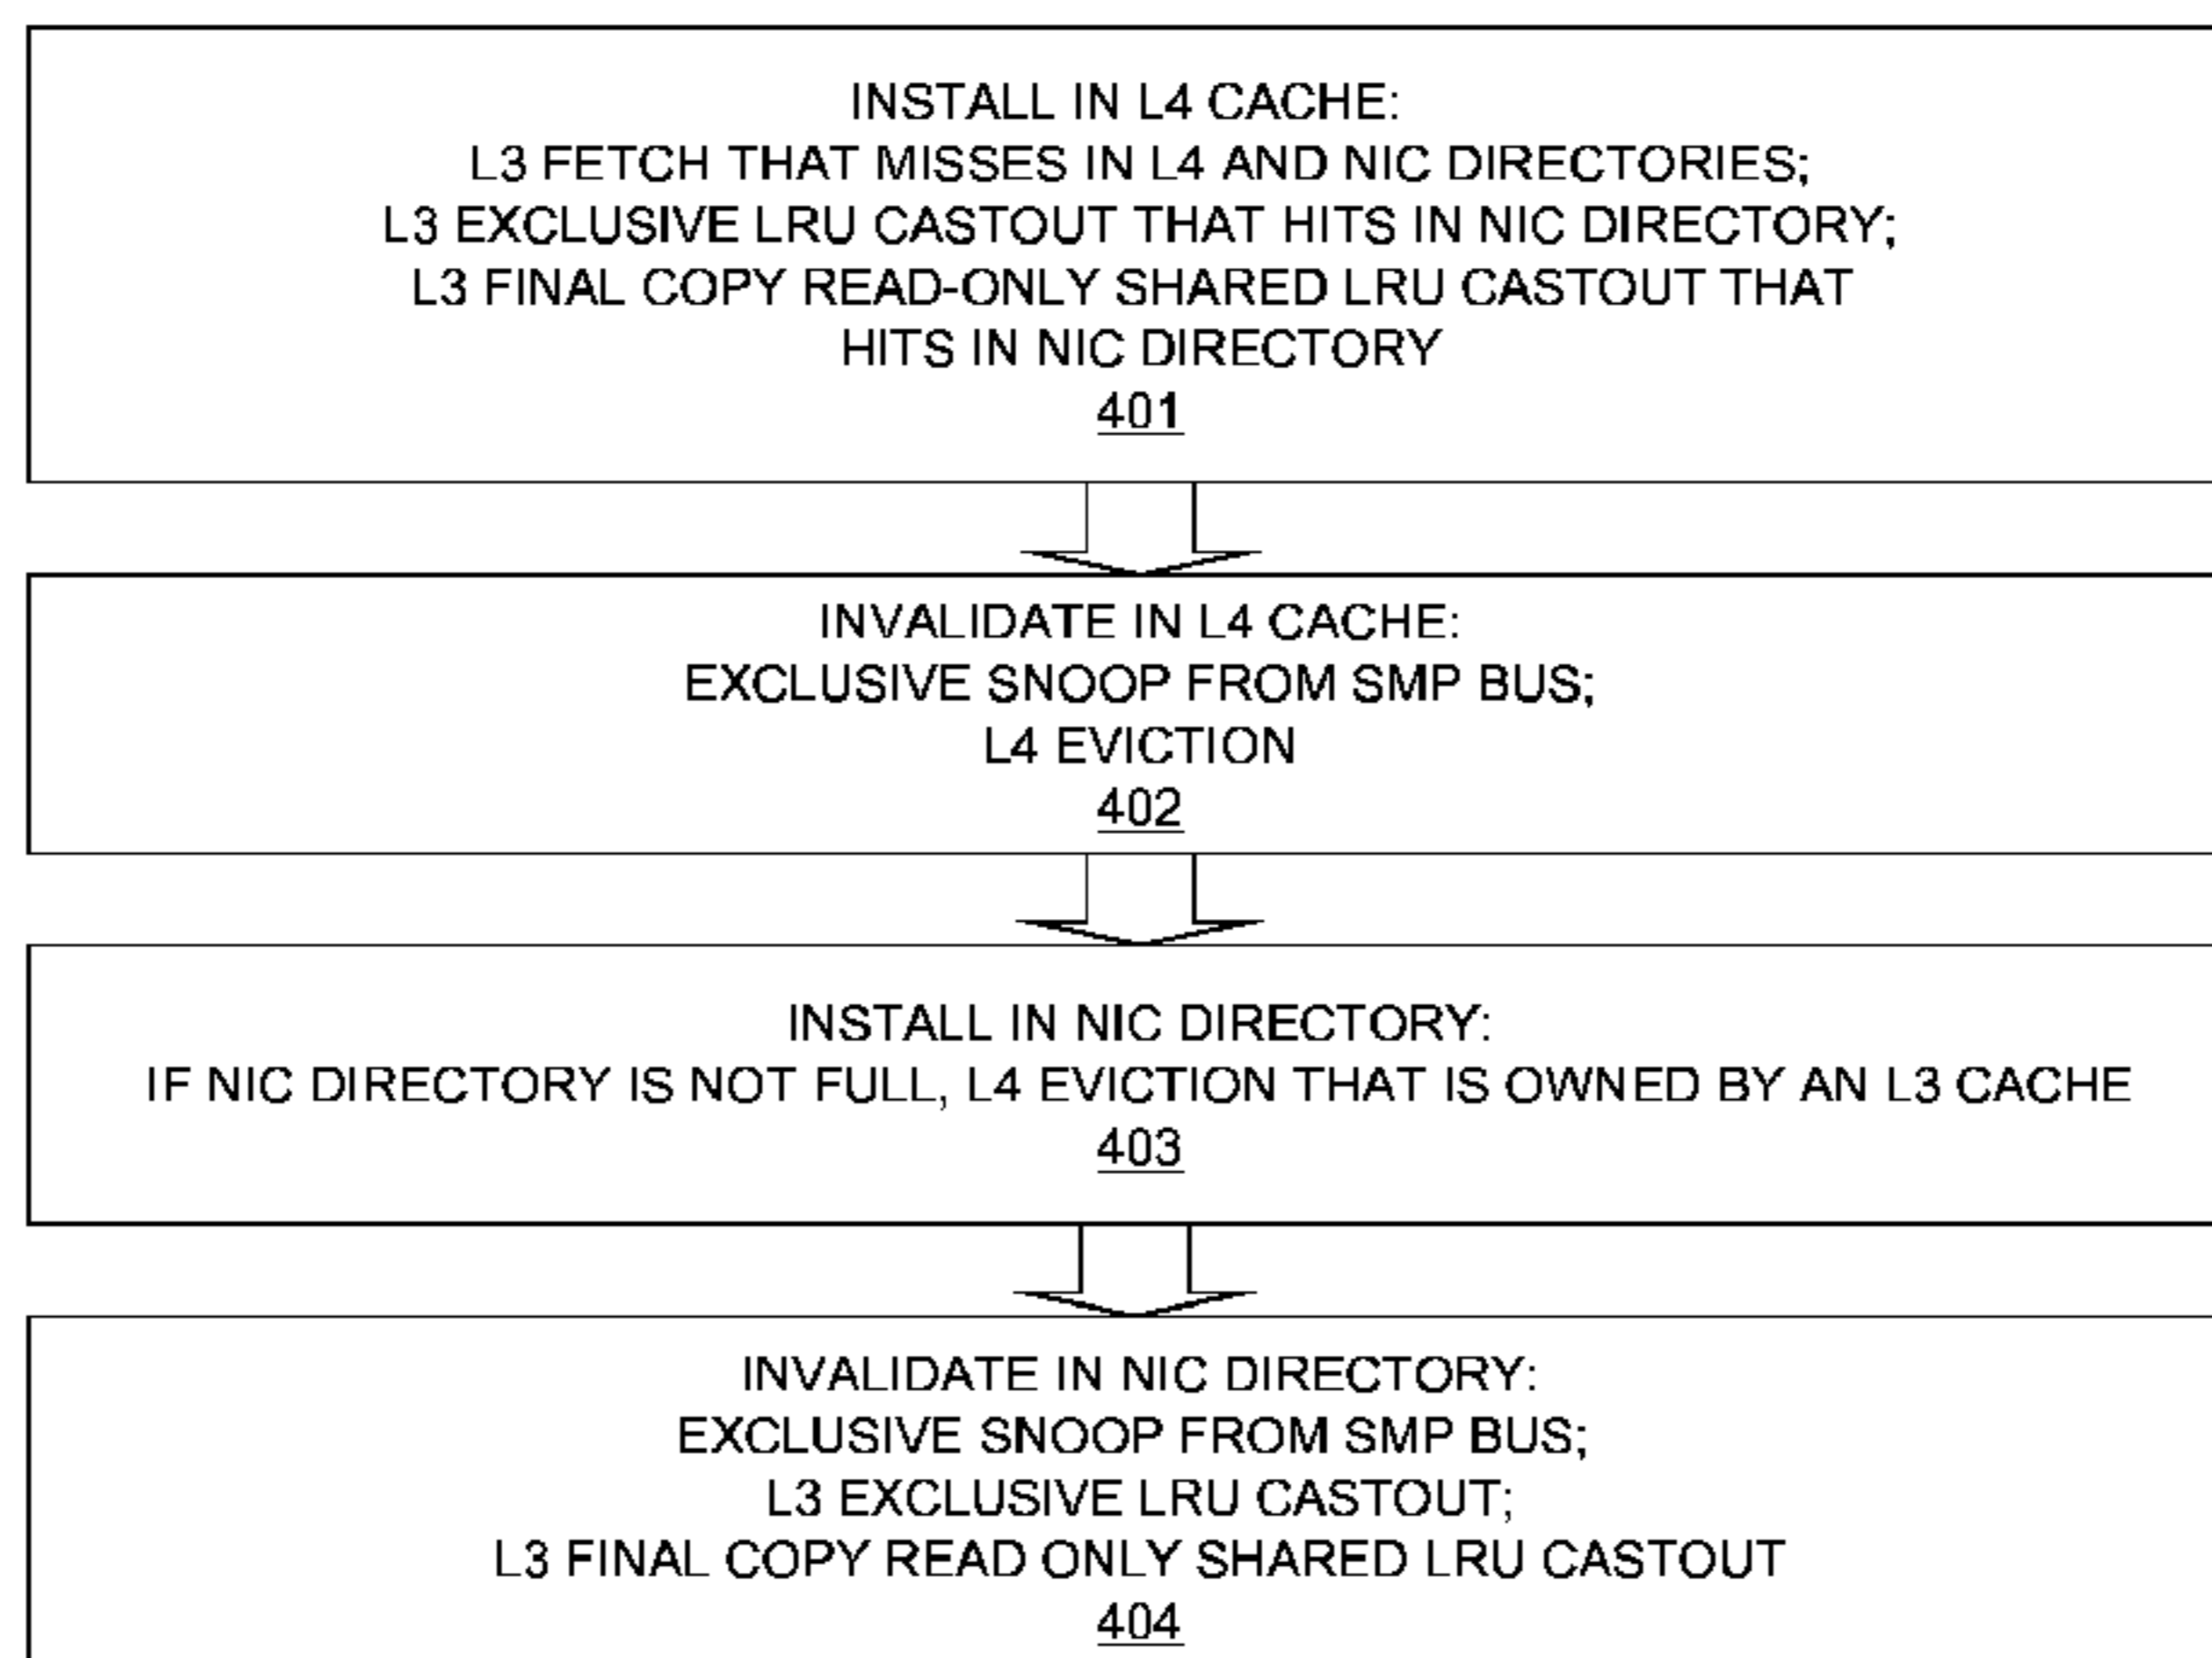 INSTALL IN L4 CACHE:
L3 FETCH THAT MISSES IN L4 AND NIC DIRECTORIES;
L3 EXCLUSIVE LRU CASTOUT THAT HITS IN NIC DIRECTORY;
L3 FINAL COPY READ-ONLY SHARED LRU CASTOUT THAT
HITS IN NIC DIRECTORY
401
INVALIDATE IN L4 CACHE:
EXCLUSIVE SNOOP FROM SMP BUS;
L4 EVICTION
402
INSTALL IN NIC DIRECTORY:
IF NIC DIRECTORY IS NOT FULL, L4 EVICTION THAT IS OWNED BY AN L3 CACHE
403
INVALIDATE IN NIC DIRECTORY:
EXCLUSIVE SNOOP FROM SMP BUS;
L3 EXCLUSIVE LRU CASTOUT;
L3 FINAL COPY READ ONLY SHARED LRU CASTOUT
404